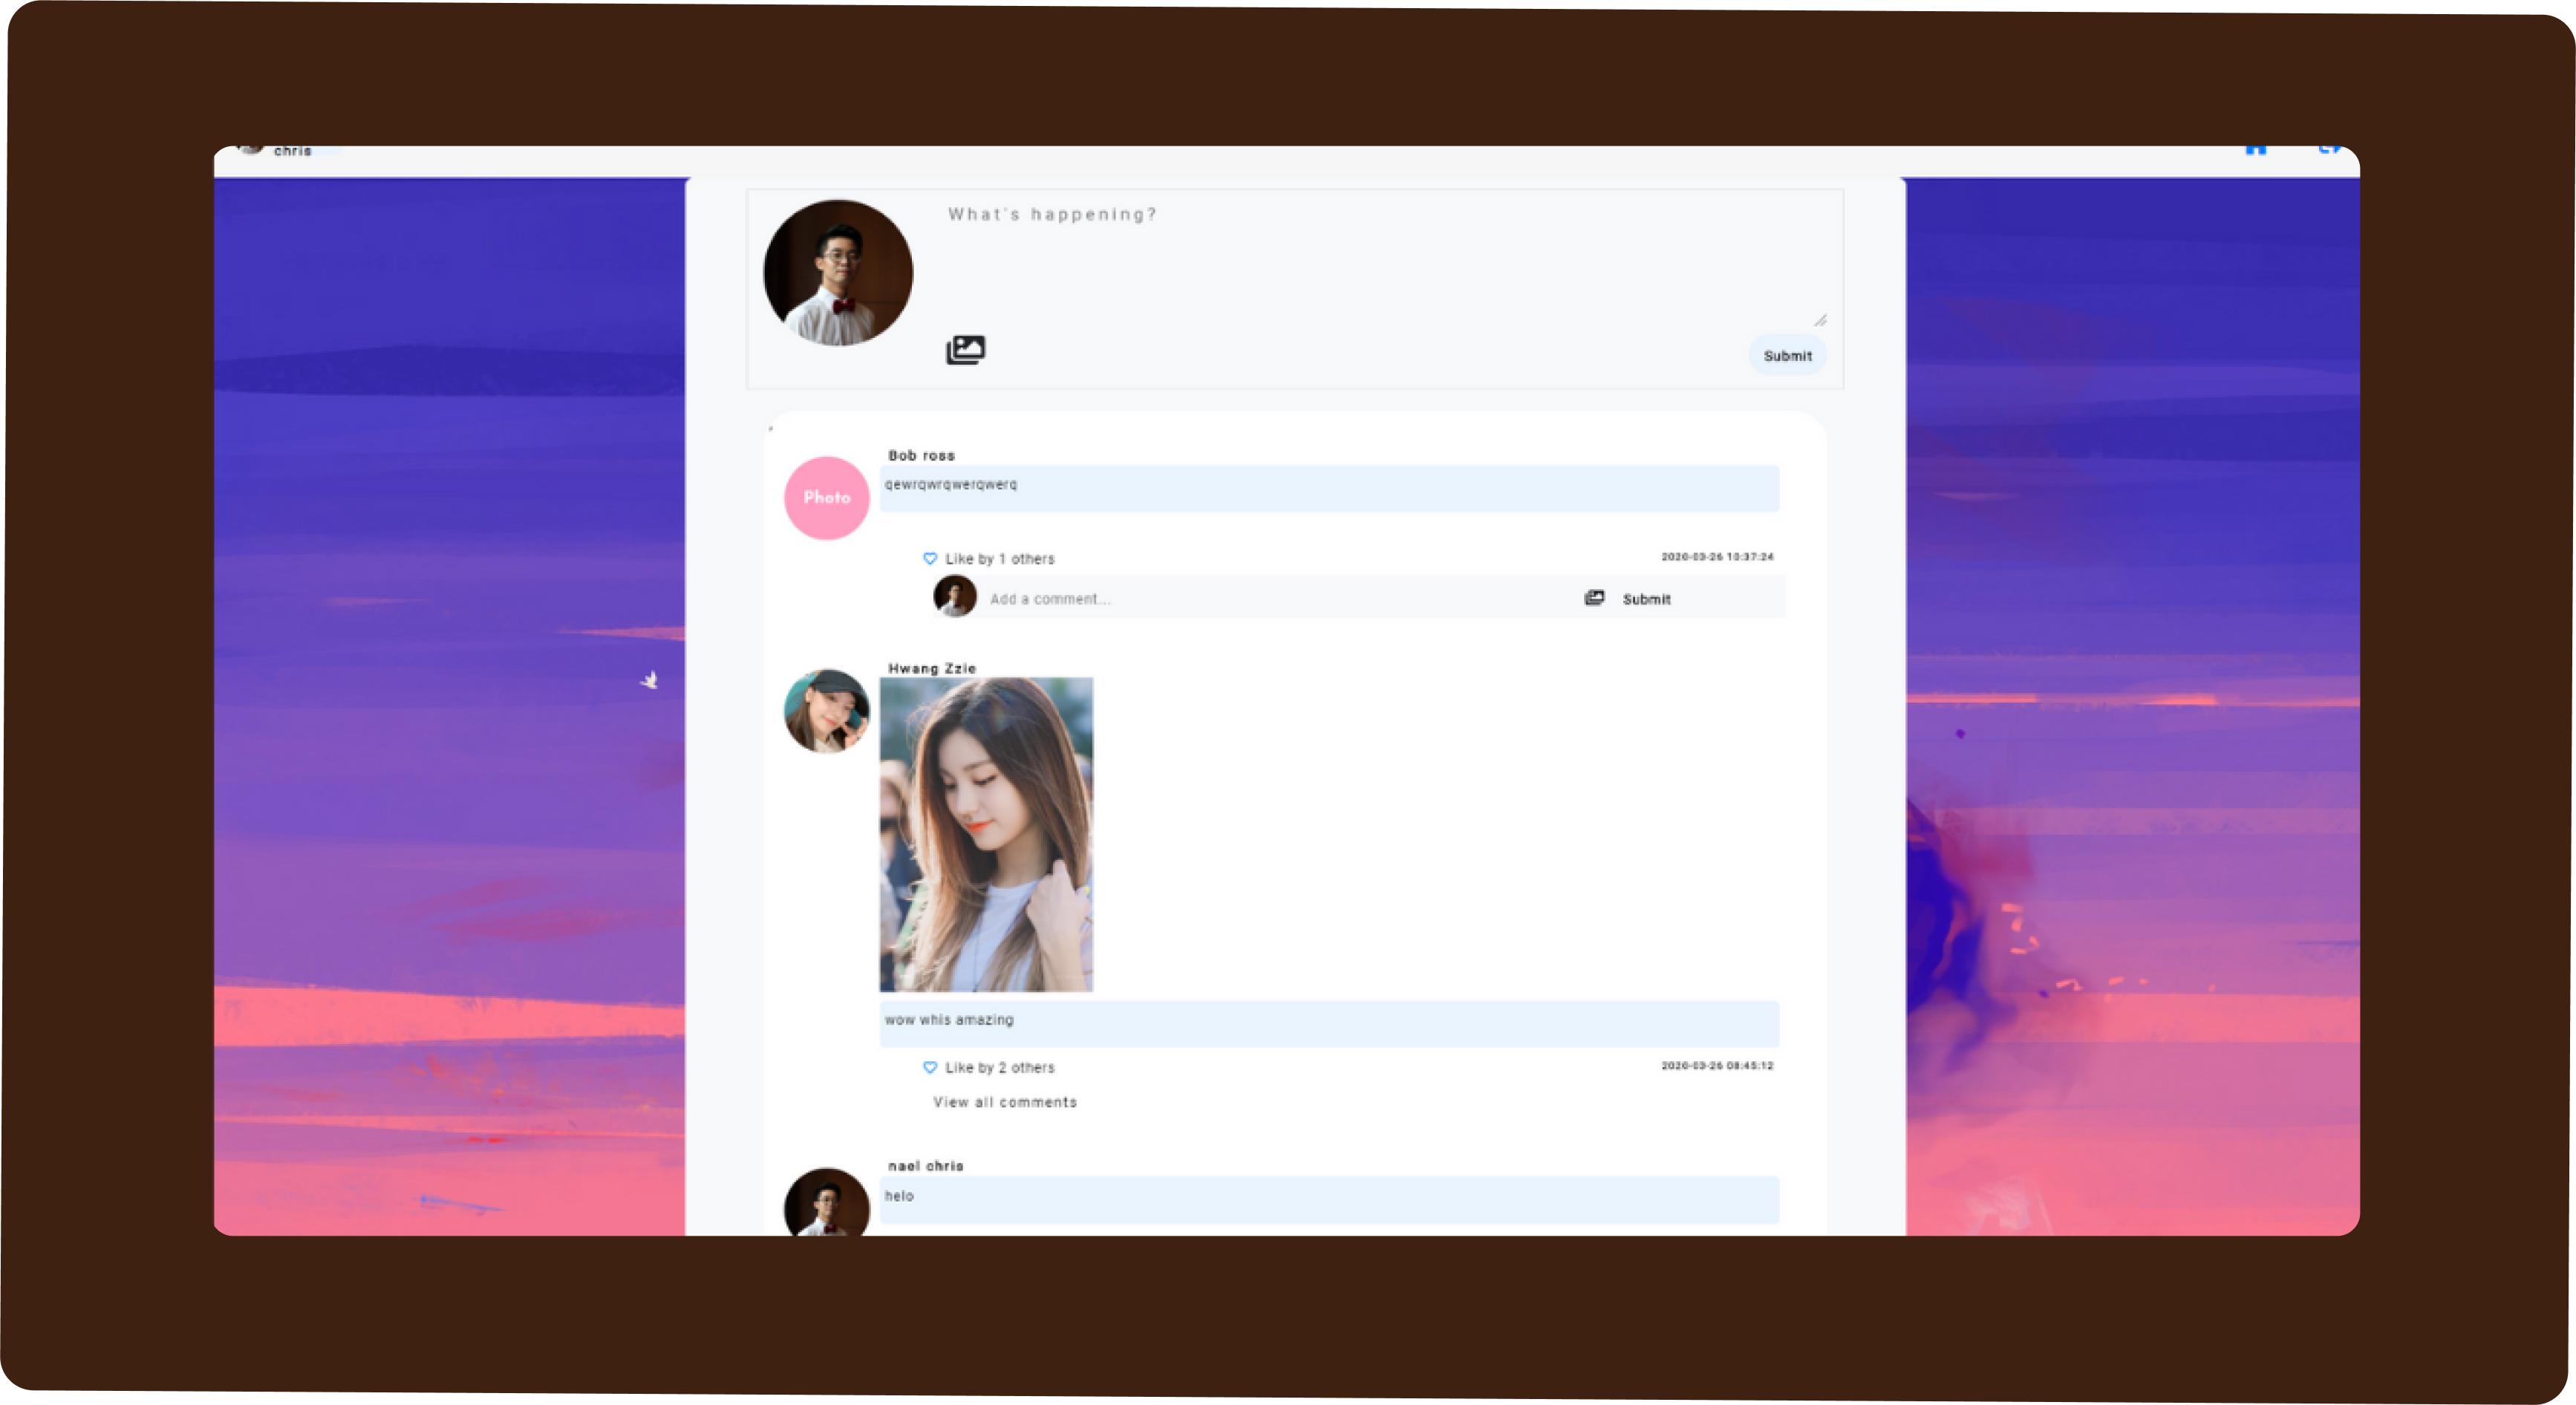 chris
What's happening?
Submit
Bob ross
Photo
qewrqwrqwerqwerq
Like by 1 others
2020-03-26 10:37:24
Add a comment...
Submit
Hwang Zzie
wow whis amazing
Like by 2 others
2020-03-26 08:45:12
View all comments
nael chris
helo